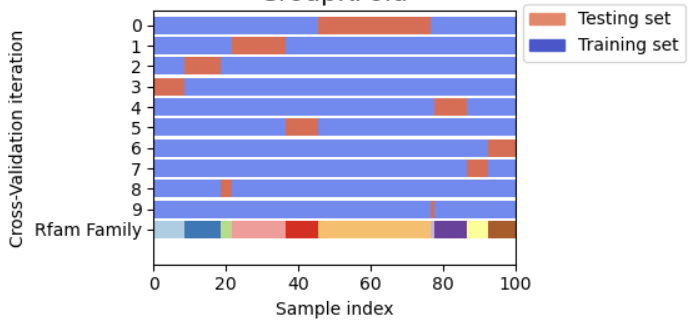 Testing set
Training set
Cross-Validation iteration
0
1
2
3
4
5
6
7
8
9
Rfam Family
0 20 40 60 80 100
Sample index